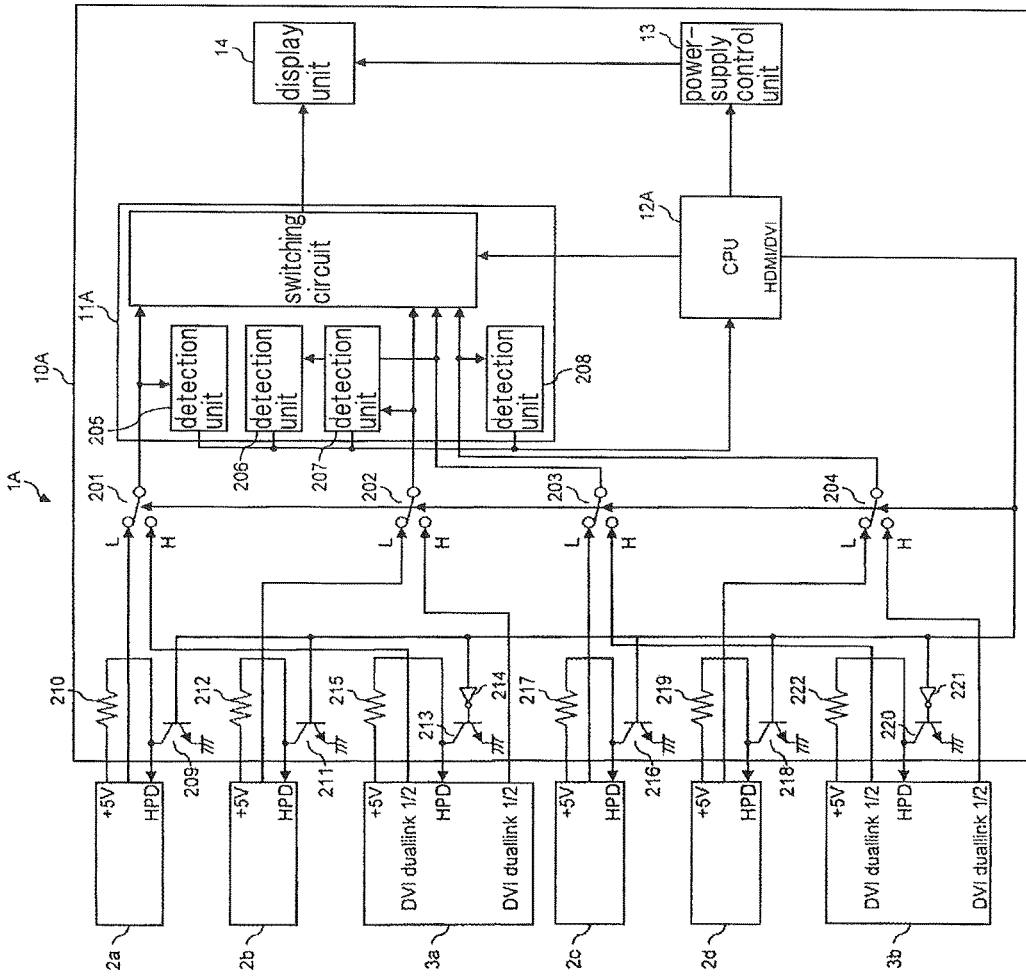 1A
10A
11A
14
display
unit
13
power-
supply
control
unit
switching
circuit
12A
CPU
HDMI/DVI
detection
unit
205
detection
unit
206
detection
unit
207
detection
unit
208
201
L
H
202
L
H
203
L
H
204
L
H
210
209
212
211
215
213
214
217
216
219
218
222
220
221
+5V
HPD
2a
+5V
HPD
2b
+5V
DVI duallink 1/2
HPD
DVI duallink 1/2
3a
+5V
HPD
2c
+5V
HPD
2d
+5V
DVI duallink 1/2
HPD
DVI duallink 1/2
3b